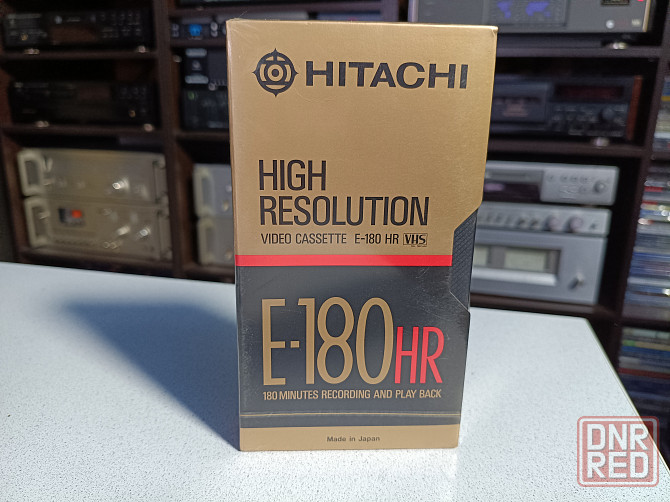 HITACHI
HIGH
RESOLUTION
VIDEO CASSETTE E-180 HR VHS
E-180HR
180 MINUTES RECORDING AND PLAY BACK
Made in Japan
DNR
RED